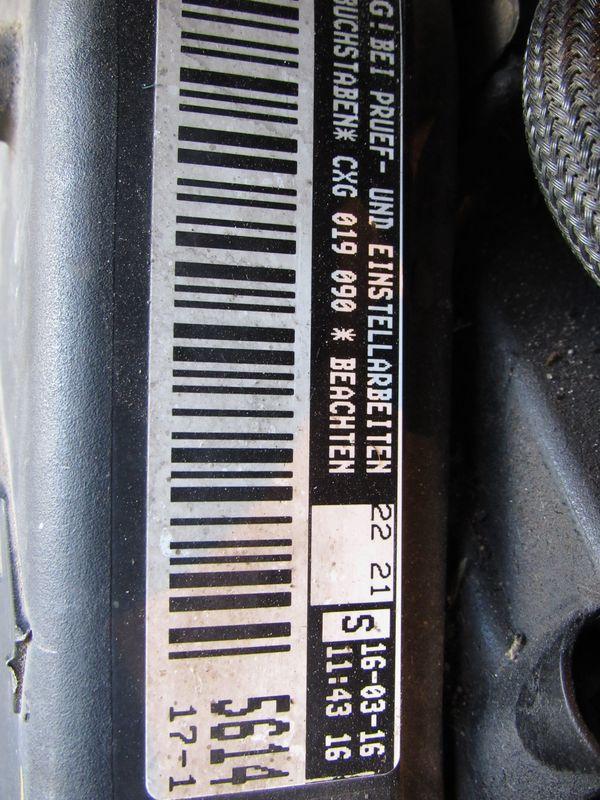 G! BEI PRUEF- UND EINSTELLARBEITEN
BUCHSTABEN* CXG 019 090 * BEACHTEN
22 21
S
16-03-16
11:43 16
5614
17-1